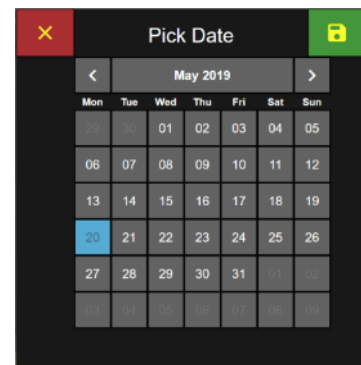 Pick Date
May 2019
Mon Tue Wed Thu Fri Sat Sun
29 30 01 02 03 04 05
06 07 08 09 10 11 12
13 14 15 16 17 18 19
20 21 22 23 24 25 26
27 28 29 30 31 01 02
03 04 05 06 07 08 09